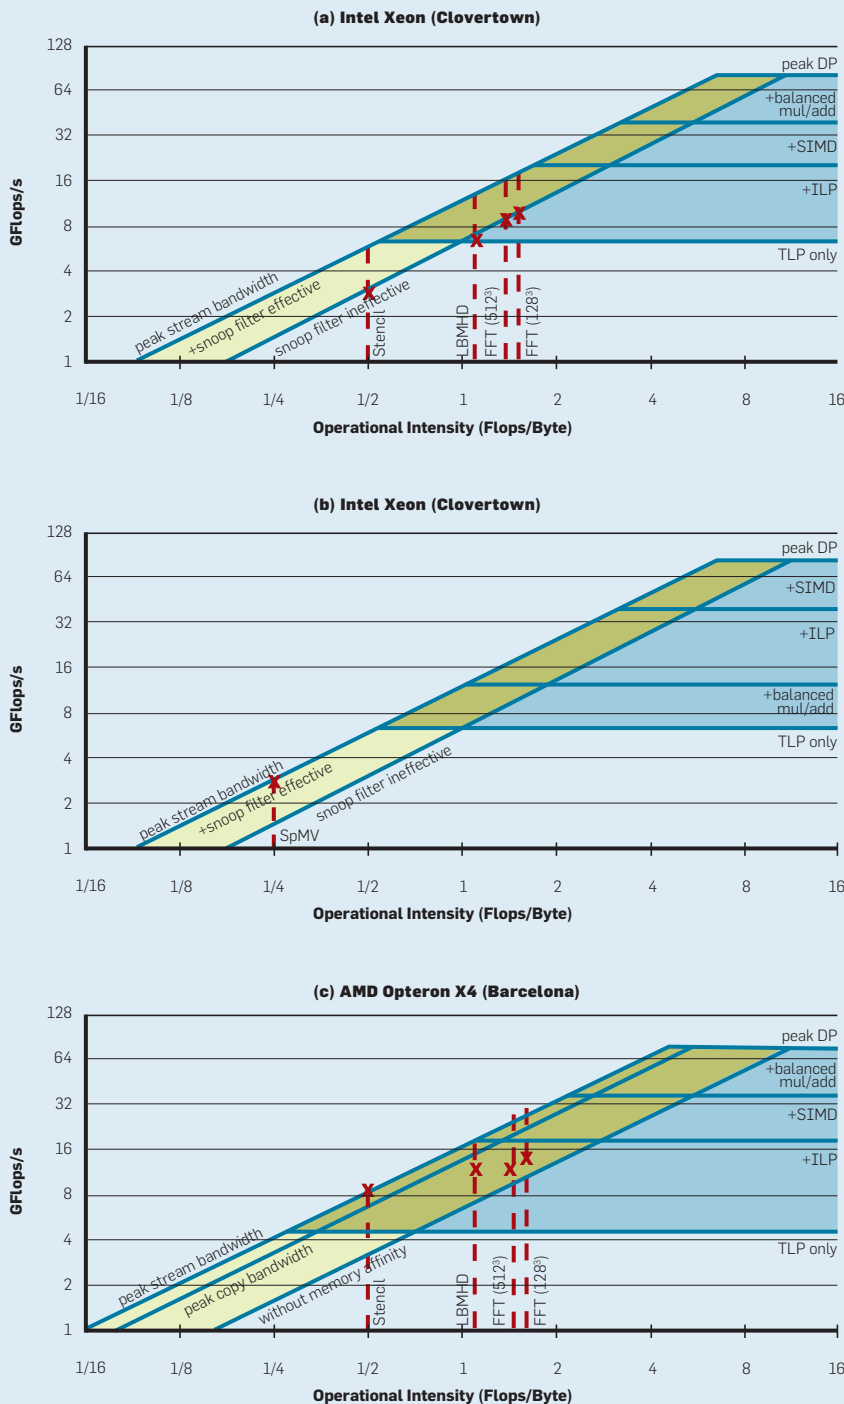 (a) Intel Xeon (Clovertown)
128
64
32
16
8
4
2
1
GFlops/s
peak DP
+balanced
mul/add
+SIMD
+ILP
TLP only
peak stream bandwidth
+snoop filter effective
snoop filter ineffective
Stencil
LBMHD
FFT (512³)
FFT (128³)
1/16 1/8 1/4 1/2 1 2 4 8 16
Operational Intensity (Flops/Byte)
(b) Intel Xeon (Clovertown)
128
64
32
16
8
4
2
1
GFlops/s
peak DP
+SIMD
+ILP
+balanced
mul/add
TLP only
peak stream bandwidth
+snoop filter effective
snoop filter ineffective
SpMV
1/16 1/8 1/4 1/2 1 2 4 8 16
Operational Intensity (Flops/Byte)
(c) AMD Opteron X4 (Barcelona)
128
64
32
16
8
4
2
1
GFlops/s
peak DP
+balanced
mul/add
+SIMD
+ILP
TLP only
peak stream bandwidth
peak copy bandwidth
without memory affinity
Stencil
LBMHD
FFT (512³)
FFT (128³)
1/16 1/8 1/4 1/2 1 2 4 8 16
Operational Intensity (Flops/Byte)